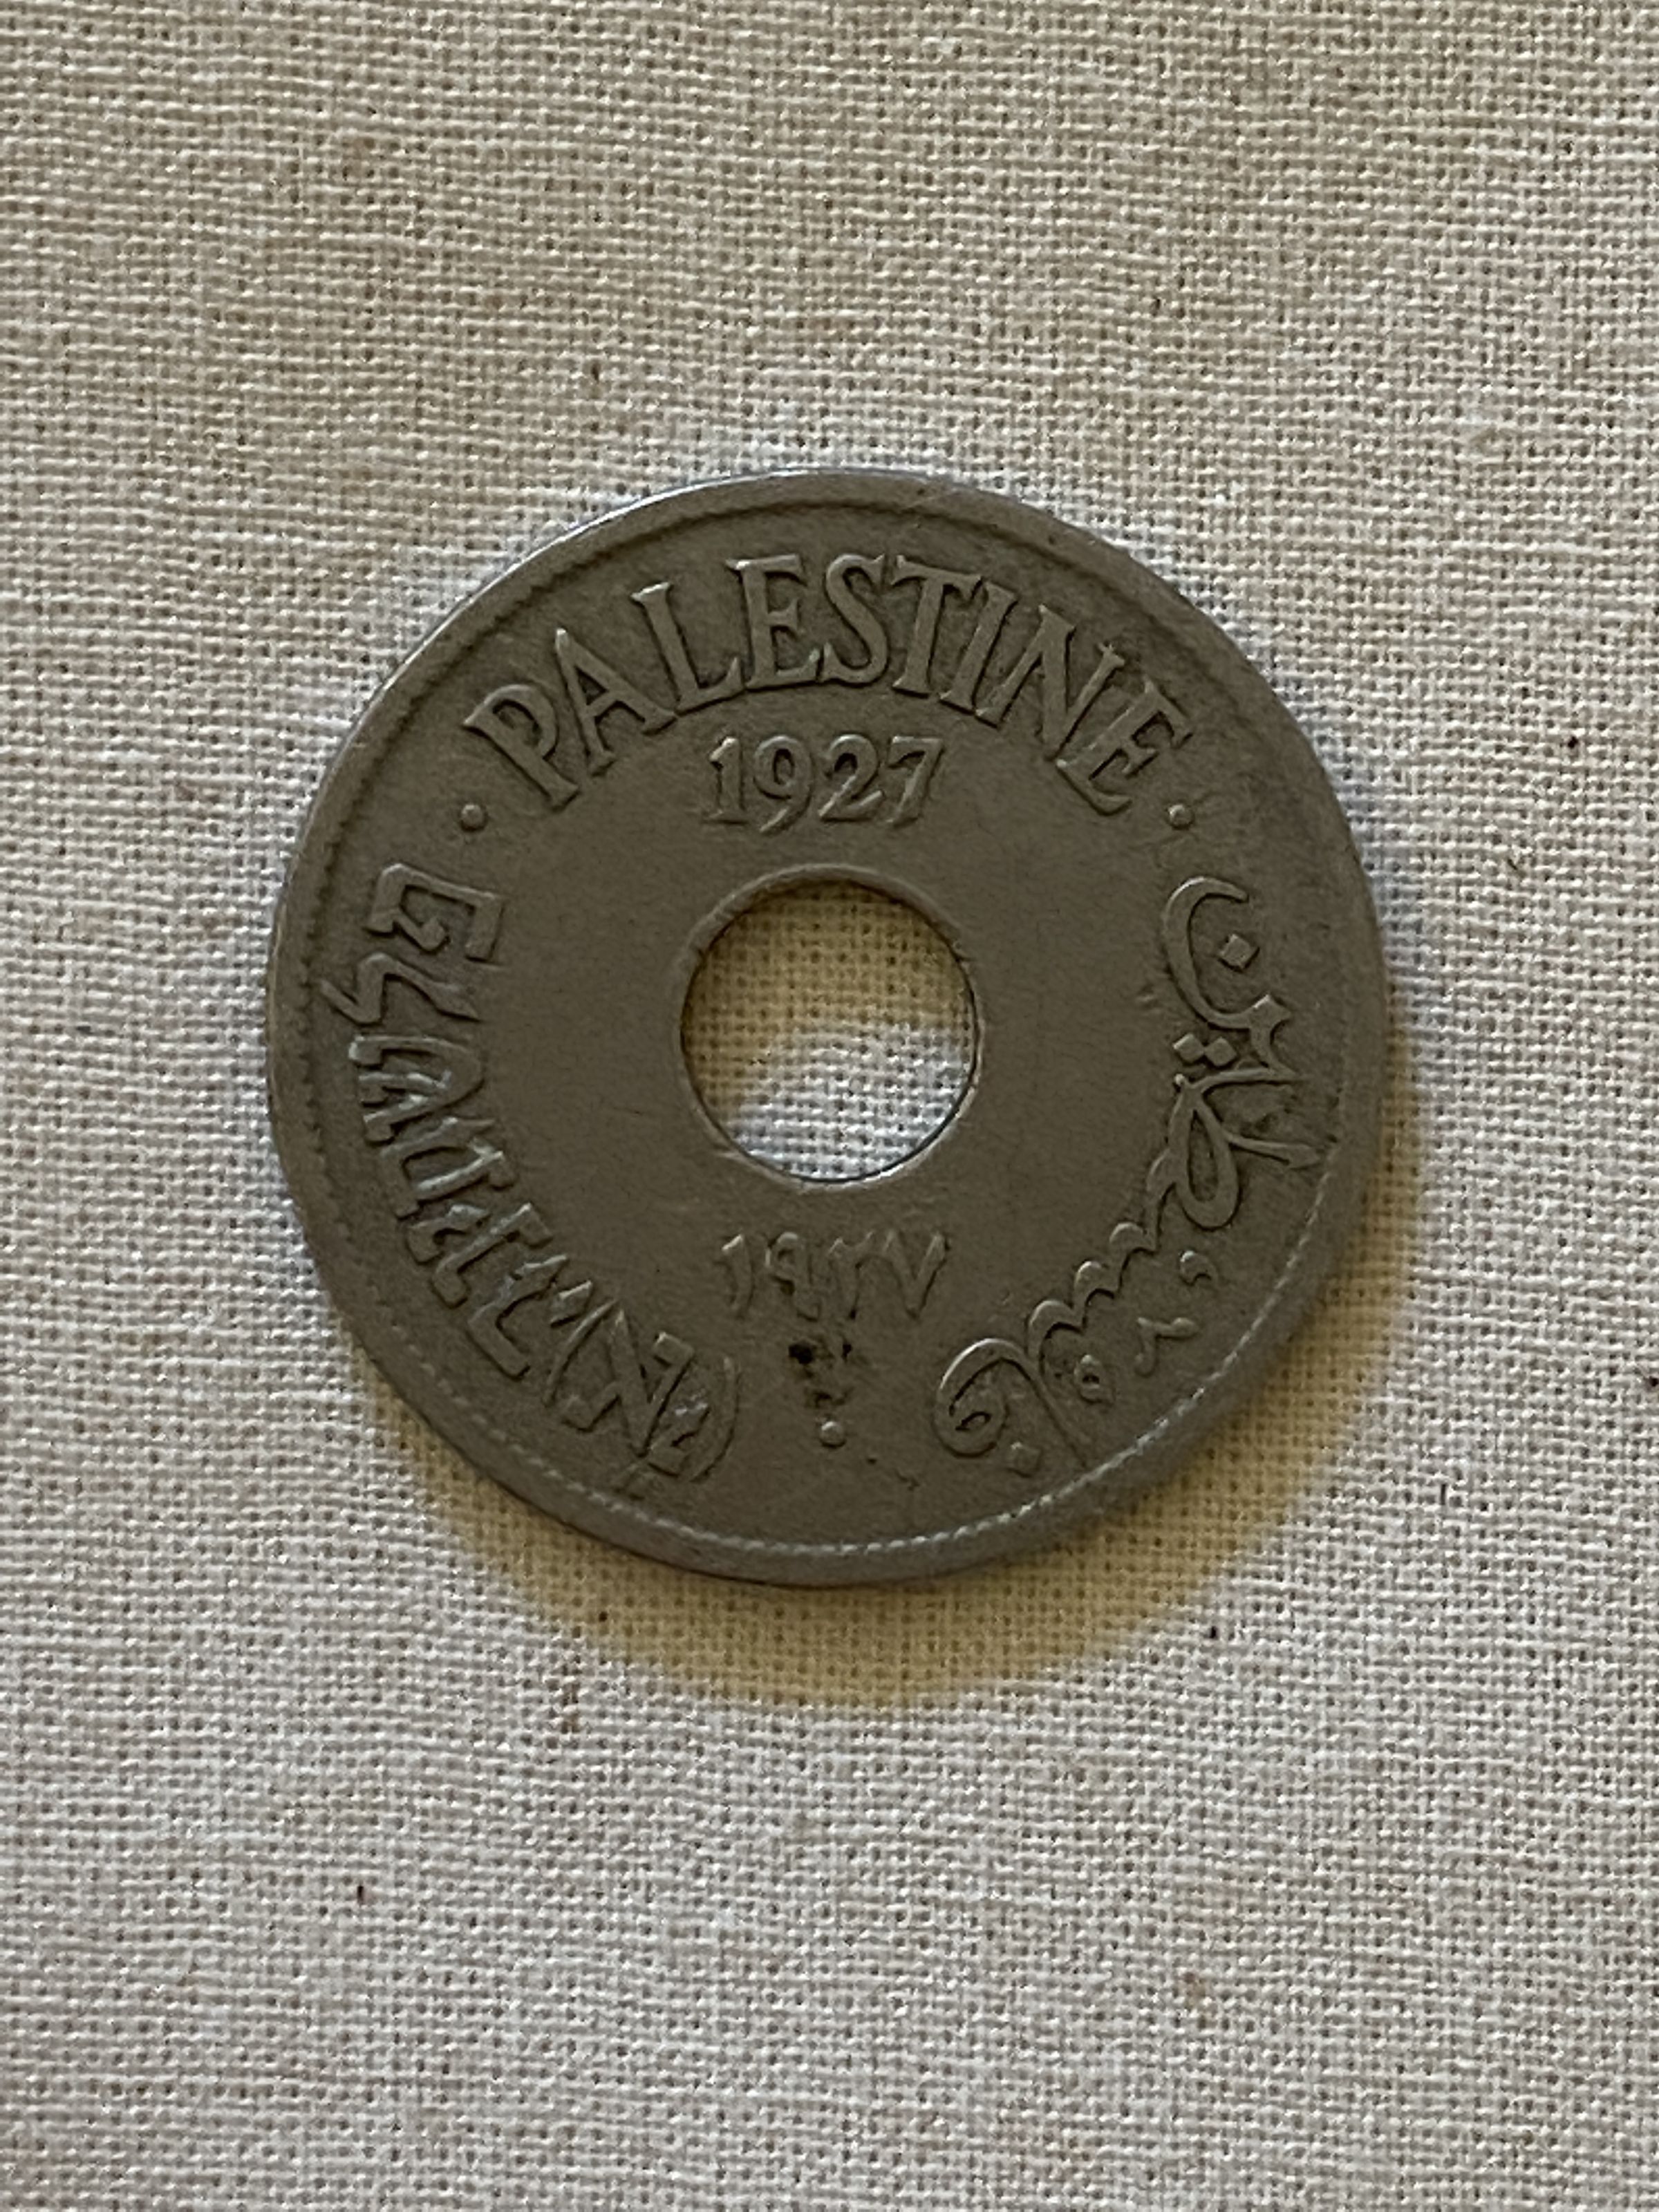 · PALESTINE ·
1927
فلسطين
١٩٢٧
פלשתינה (א״י)
·